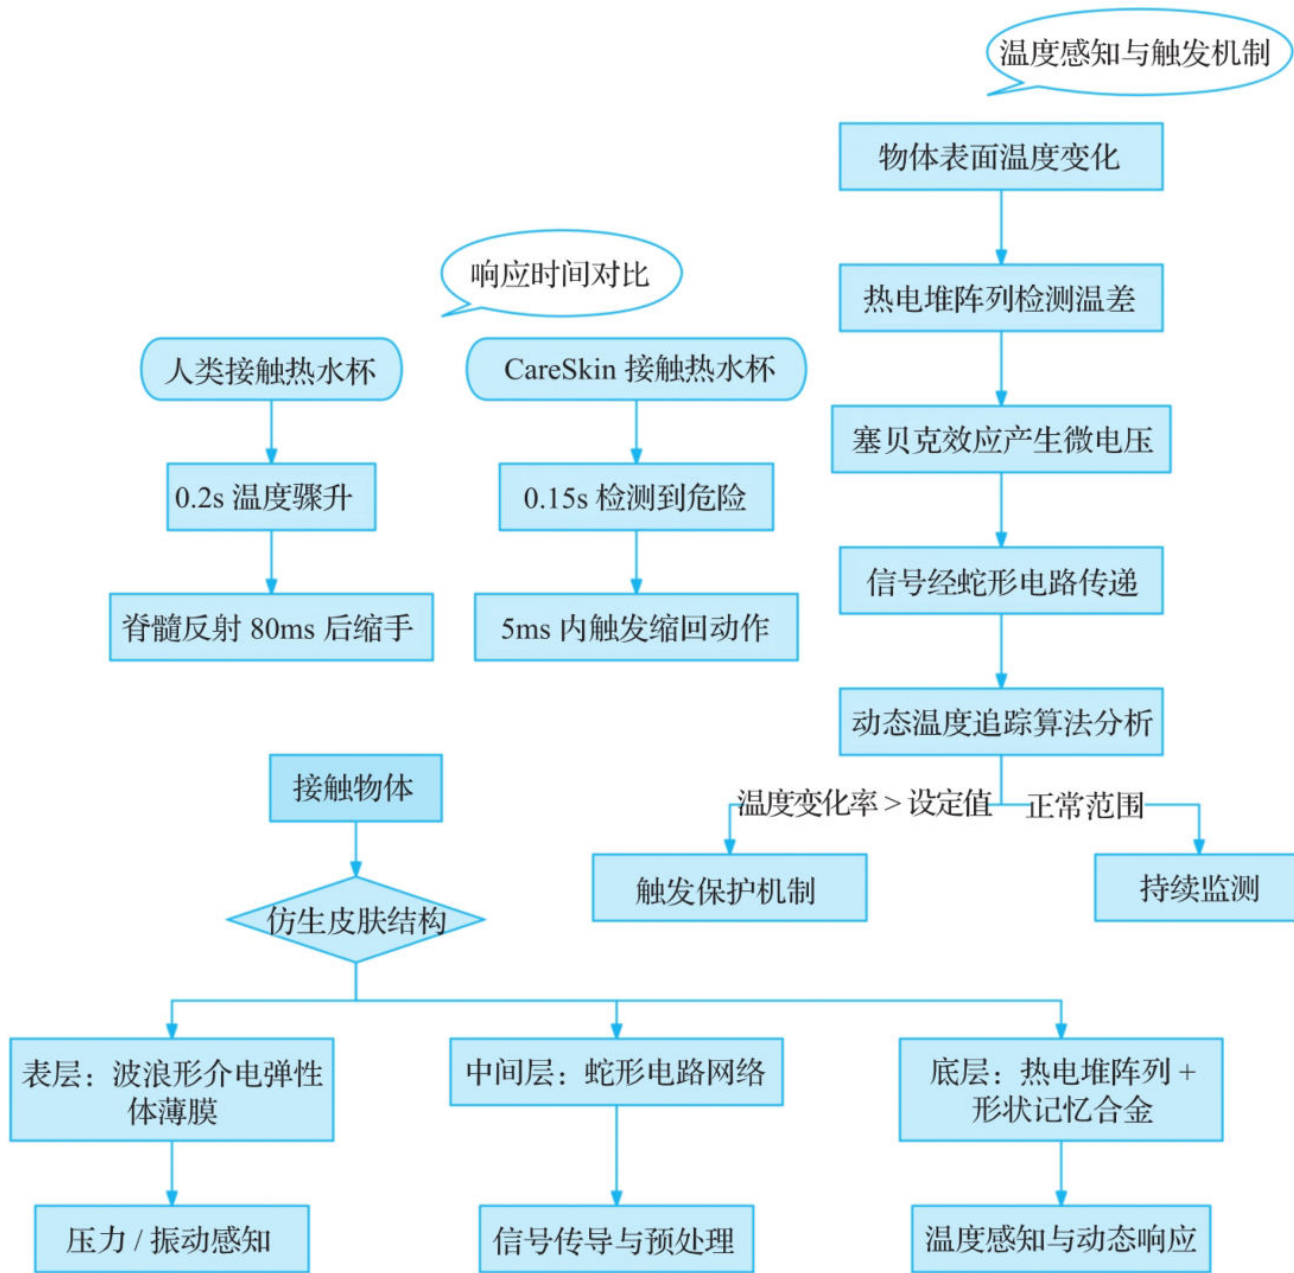 温度感知与触发机制
物体表面温度变化
热电堆阵列检测温差
塞贝克效应产生微电压
信号经蛇形电路传递
动态温度追踪算法分析
温度变化率 > 设定值
正常范围
触发保护机制
持续监测
响应时间对比
人类接触热水杯
0.2s 温度骤升
脊髓反射 80ms 后缩手
CareSkin 接触热水杯
0.15s 检测到危险
5ms 内触发缩回动作
接触物体
仿生皮肤结构
表层：波浪形介电弹性
体薄膜
压力 / 振动感知
中间层：蛇形电路网络
信号传导与预处理
底层：热电堆阵列 +
形状记忆合金
温度感知与动态响应